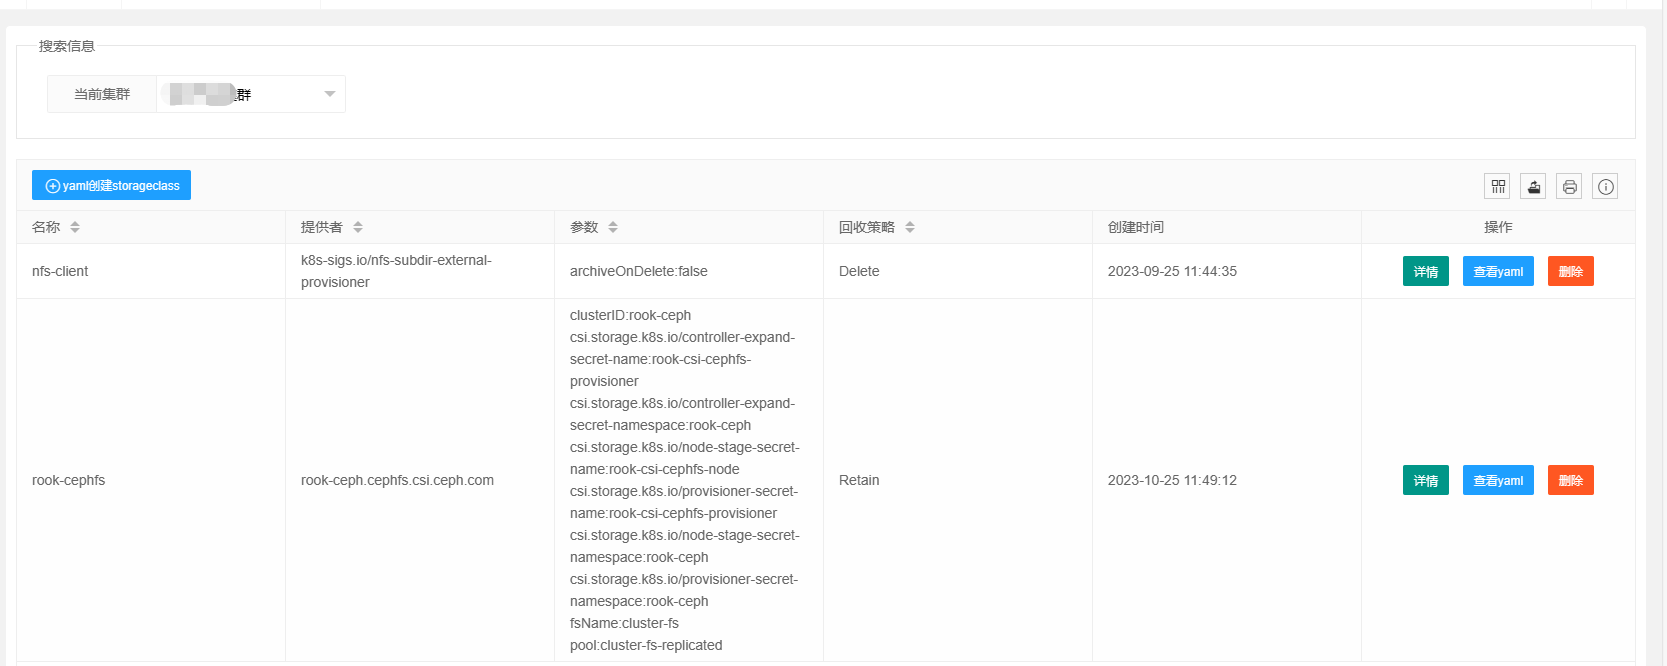 搜索信息
当前集群
群
yaml创建storageclass
名称
提供者
参数
回收策略
创建时间
操作
nfs-client
k8s-sigs.io/nfs-subdir-external-
provisioner
archiveOnDelete:false
Delete
2023-09-25 11:44:35
详情
查看yaml
删除
rook-cephfs
rook-ceph.cephfs.csi.ceph.com
clusterID:rook-ceph
csi.storage.k8s.io/controller-expand-
secret-name:rook-csi-cephfs-
provisioner
csi.storage.k8s.io/controller-expand-
secret-namespace:rook-ceph
csi.storage.k8s.io/node-stage-secret-
name:rook-csi-cephfs-node
csi.storage.k8s.io/provisioner-secret-
name:rook-csi-cephfs-provisioner
csi.storage.k8s.io/node-stage-secret-
namespace:rook-ceph
csi.storage.k8s.io/provisioner-secret-
namespace:rook-ceph
fsName:cluster-fs
pool:cluster-fs-replicated
Retain
2023-10-25 11:49:12
详情
查看yaml
删除